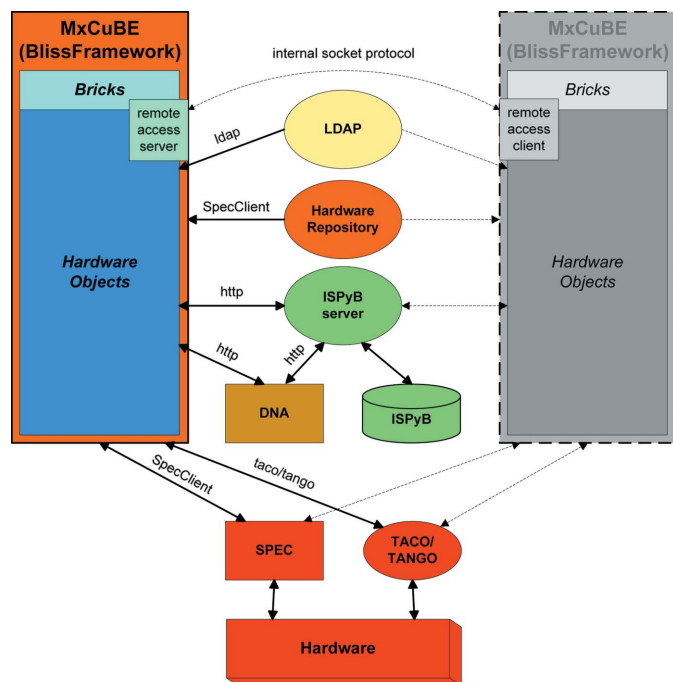 MxCuBE
(BlissFramework)
Bricks
remote
access
server
Hardware
Objects
internal socket protocol
ldap
LDAP
SpecClient
Hardware
Repository
http
ISPyB
server
http
http
DNA
ISPyB
MxCuBE
(BlissFramework)
Bricks
remote
access
client
Hardware
Objects
SpecClient
taco/tango
SPEC
TACO/
TANGO
Hardware